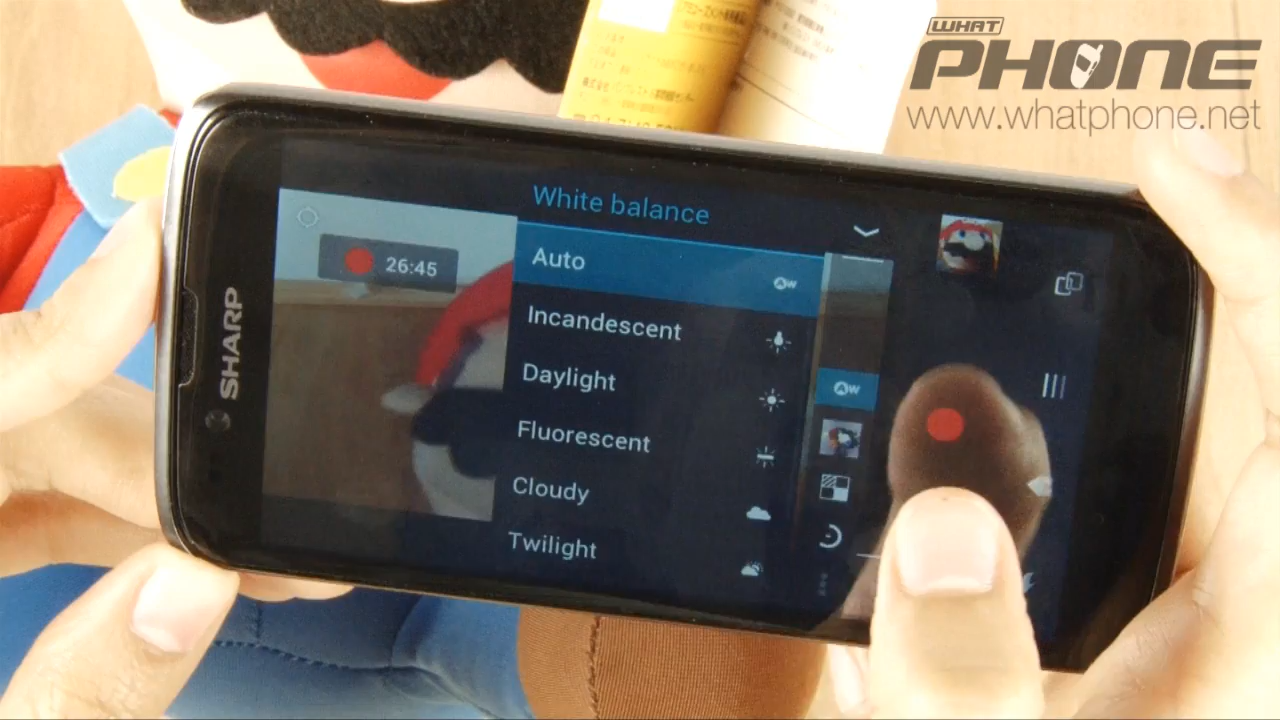 WHAT
PHONE
www.whatphone.net
SHARP
White balance
26:45
Auto
Incandescent
Daylight
Fluorescent
Cloudy
Twilight